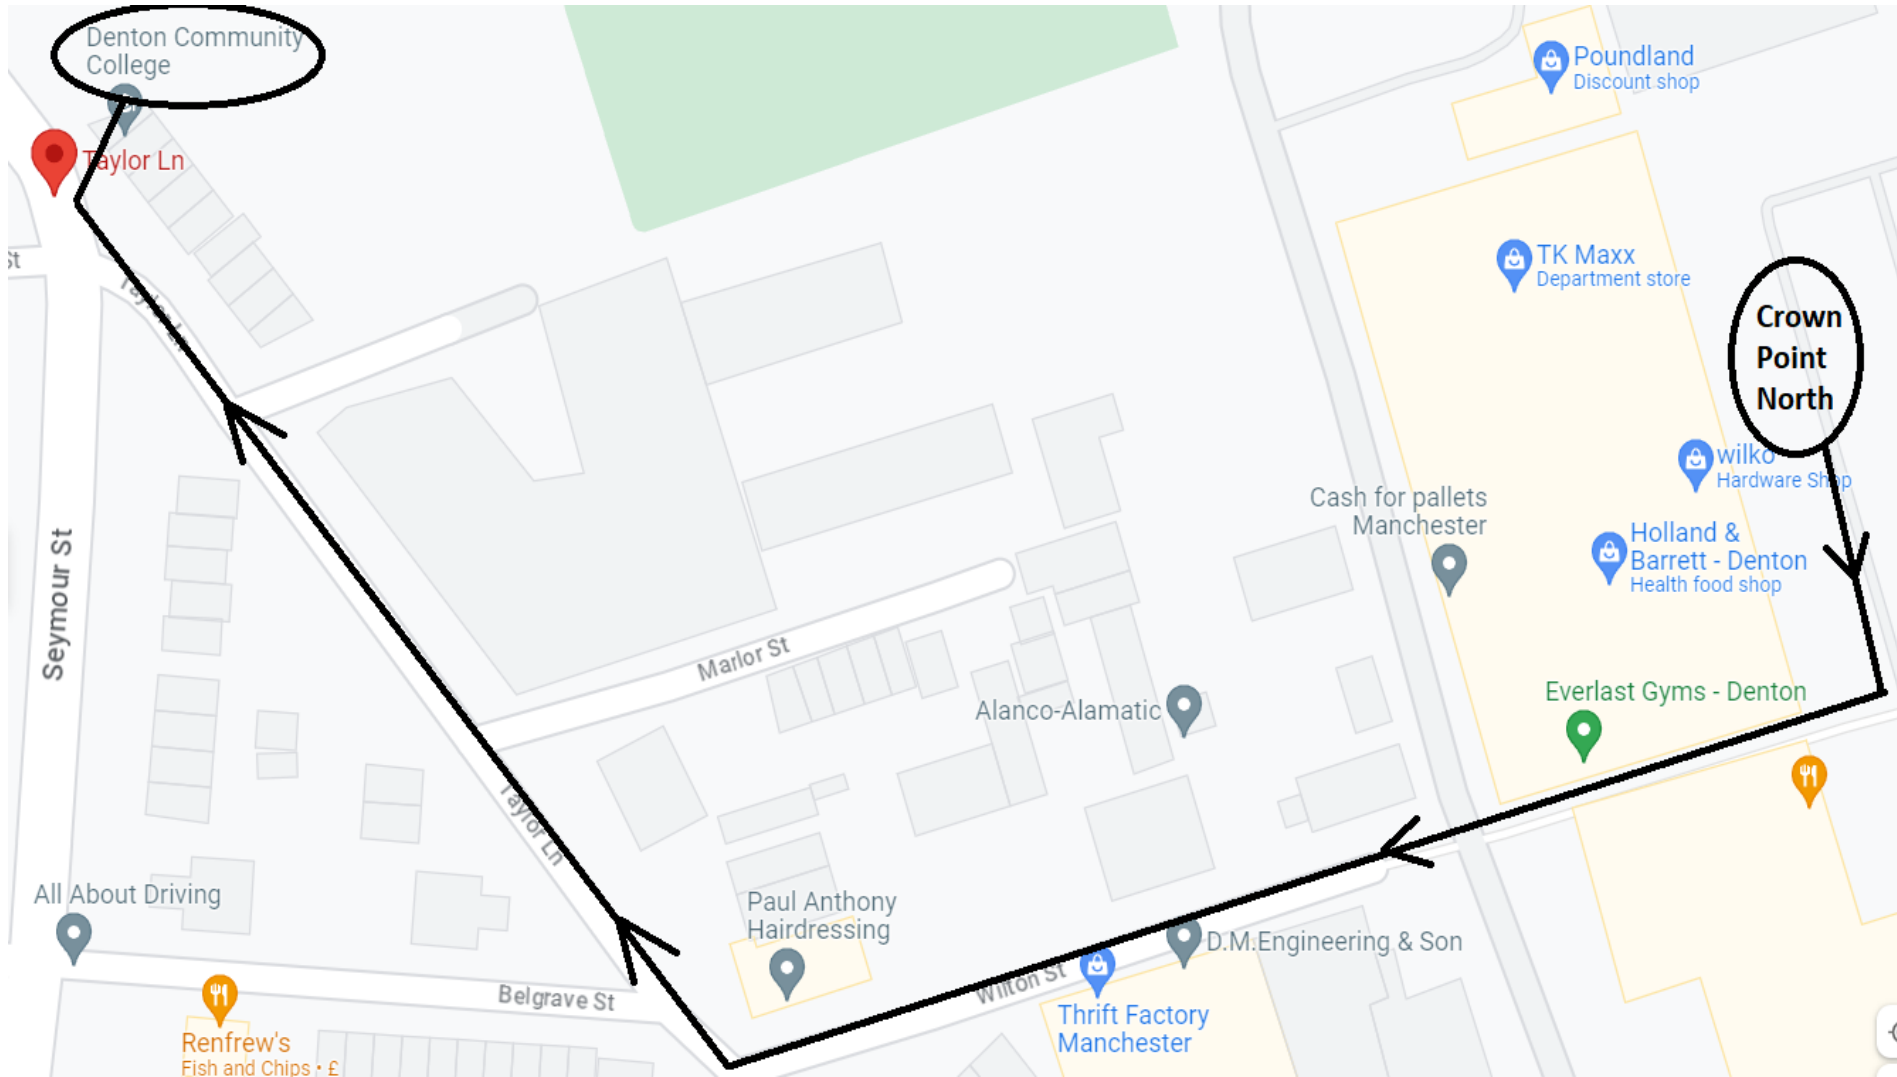 Denton Community
College
Poundland
Discount shop
Taylor Ln
St
TK Maxx
Department store
Taylor Ln
Crown
Point
North
wilko
Hardware Shop
Cash for pallets
Manchester
Holland &
Barrett - Denton
Health food shop
Seymour St
Marlor St
Everlast Gyms - Denton
Alanco-Alamatic
Taylor Ln
All About Driving
Paul Anthony
Hairdressing
D.M.Engineering & Son
Wilton St
Belgrave St
Thrift Factory
Manchester
Renfrew's
Fish and Chips • £